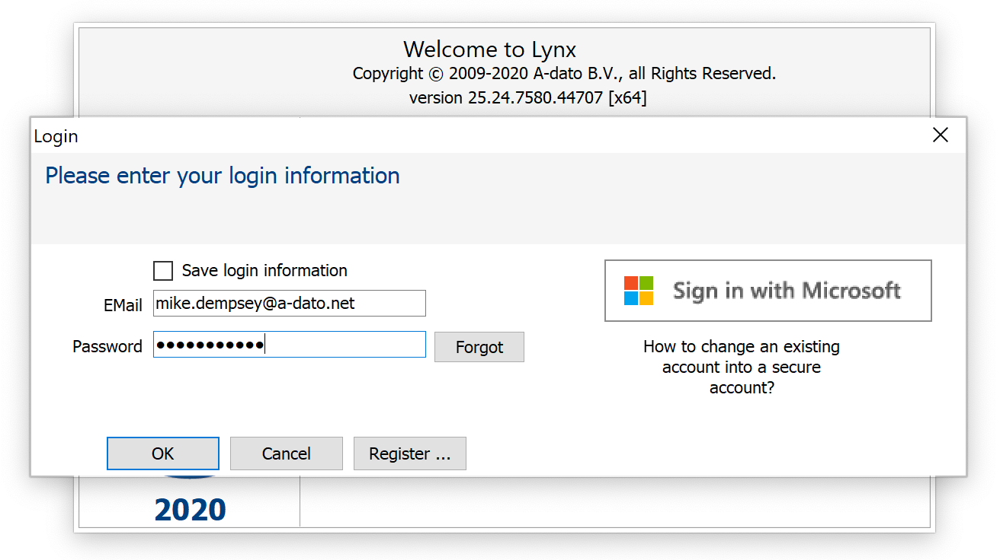 Welcome to Lynx
Copyright © 2009-2020 A-dato B.V., all Rights Reserved.
version 25.24.7580.44707 [x64]
Login
Please enter your login information
Save login information
EMail mike.dempsey@a-dato.net
Password ●●●●●●●●●●● Forgot
Sign in with Microsoft
How to change an existing
account into a secure
account?
OK Cancel Register ...
2020